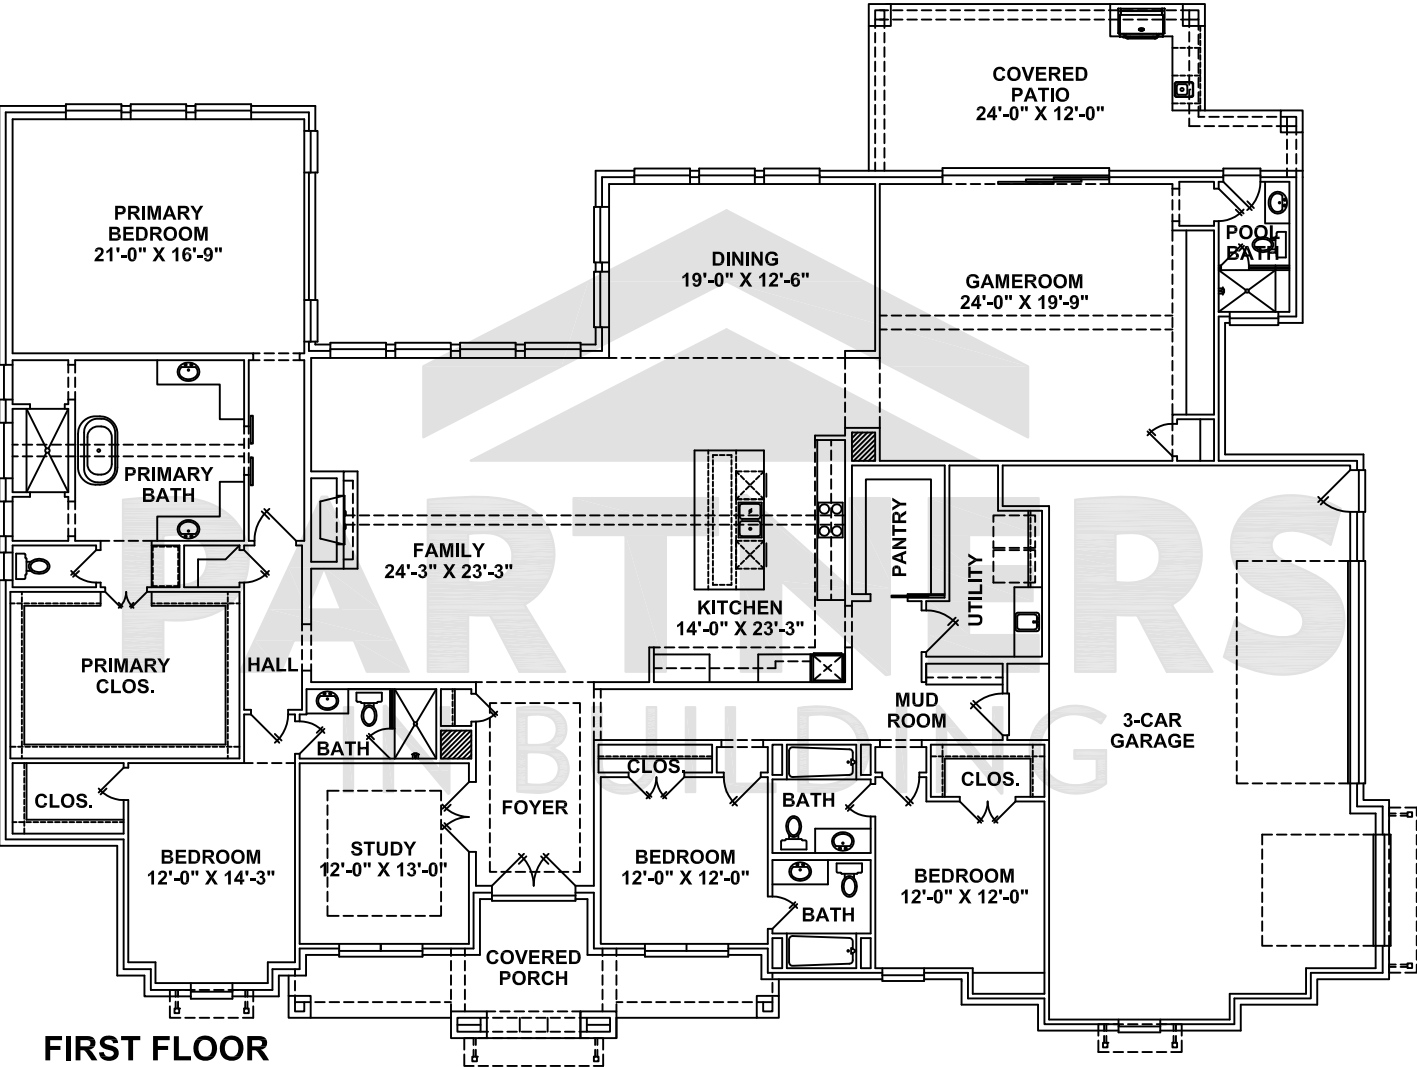 COVERED
PATIO
24'-0" X 12'-0"
PRIMARY
BEDROOM
21'-0" X 16'-9"
DINING
19'-0" X 12'-6"
GAMEROOM
24'-0" X 19'-9"
POOL
BATH
PRIMARY
BATH
FAMILY
24'-3" X 23'-3"
KITCHEN
14'-0" X 23'-3"
PANTRY
UTILITY
PARTNERS
IN BUILDING
PRIMARY
CLOS.
HALL
MUD
ROOM
3-CAR
GARAGE
BATH
CLOS.
CLOS.
CLOS.
BATH
FOYER
STUDY
12'-0" X 13'-0"
BEDROOM
12'-0" X 14'-3"
BEDROOM
12'-0" X 12'-0"
BEDROOM
12'-0" X 12'-0"
BATH
COVERED
PORCH
FIRST FLOOR